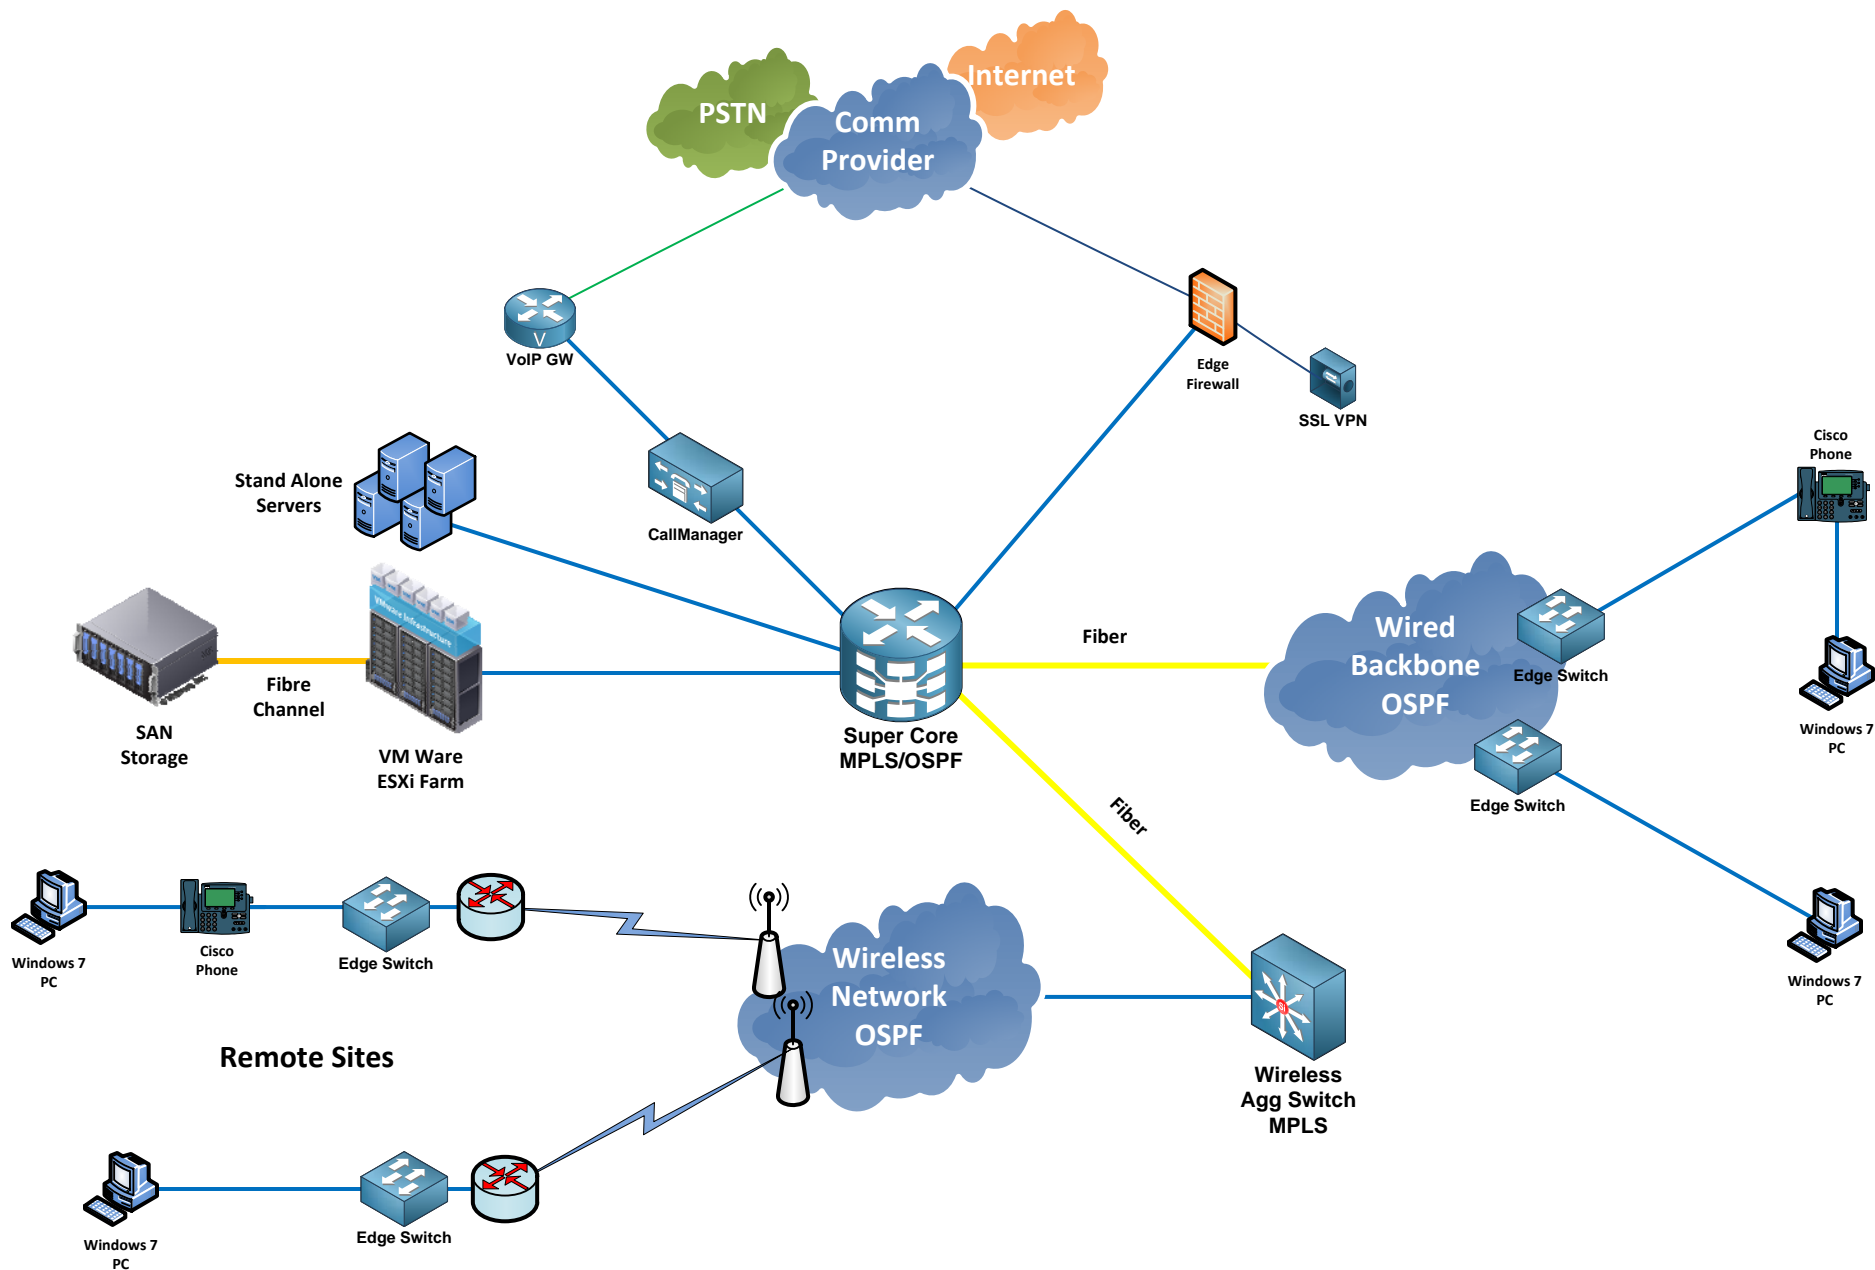 Internet
PSTN
Comm
Provider
V
VoIP GW
Edge
Firewall
SSL VPN
Cisco
Phone
Stand Alone
Servers
CallManager
VMware Infrastructure
Fiber
Wired
Backbone
OSPF
Edge Switch
Fibre
Channel
SAN
Storage
VM Ware
ESXi Farm
Super Core
MPLS/OSPF
Windows 7
PC
Edge Switch
Fiber
Windows 7
PC
Cisco
Phone
Edge Switch
Wireless
Network
OSPF
Si
Windows 7
PC
Remote Sites
Wireless
Agg Switch
MPLS
Edge Switch
Windows 7
PC